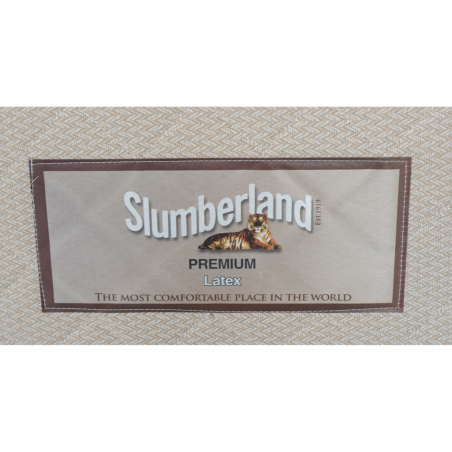 Slumberland
EST. 1919
PREMIUM
Latex
THE MOST COMFORTABLE PLACE IN THE WORLD